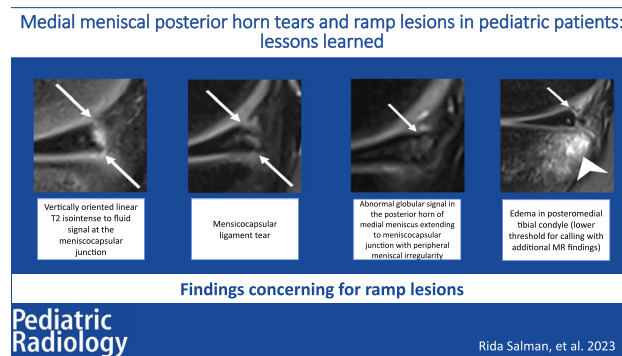 Medial meniscal posterior horn tears and ramp lesions in pediatric patients:
lessons learned
Vertically oriented linear
T2 isointense to fluid
signal at the
meniscocapsular
junction
Mensicocapsular
ligament tear
Abnormal globular signal in
the posterior horn of
medial meniscus extending
to meniscocapsular
junction with peripheral
meniscal irregularity
Edema in posteromedial
tibial condyle (lower
threshold for calling with
additional MR findings)
Findings concerning for ramp lesions
Pediatric
Radiology
Rida Salman, et al. 2023